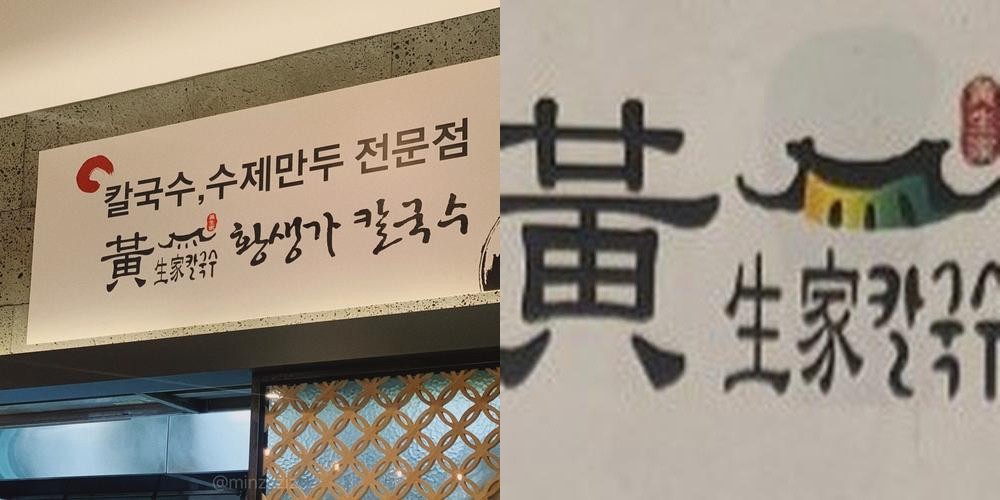 칼국수,수제만두 전문점
黃 生家칼국수 황생가 칼국수
@minz
黃
生家칼국수